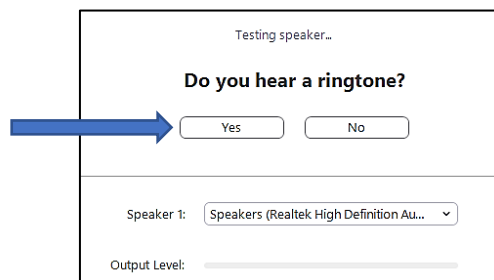 Testing speaker...
Do you hear a ringtone?
Yes No
Speaker 1: Speakers (Realtek High Definition Au...
Output Level: